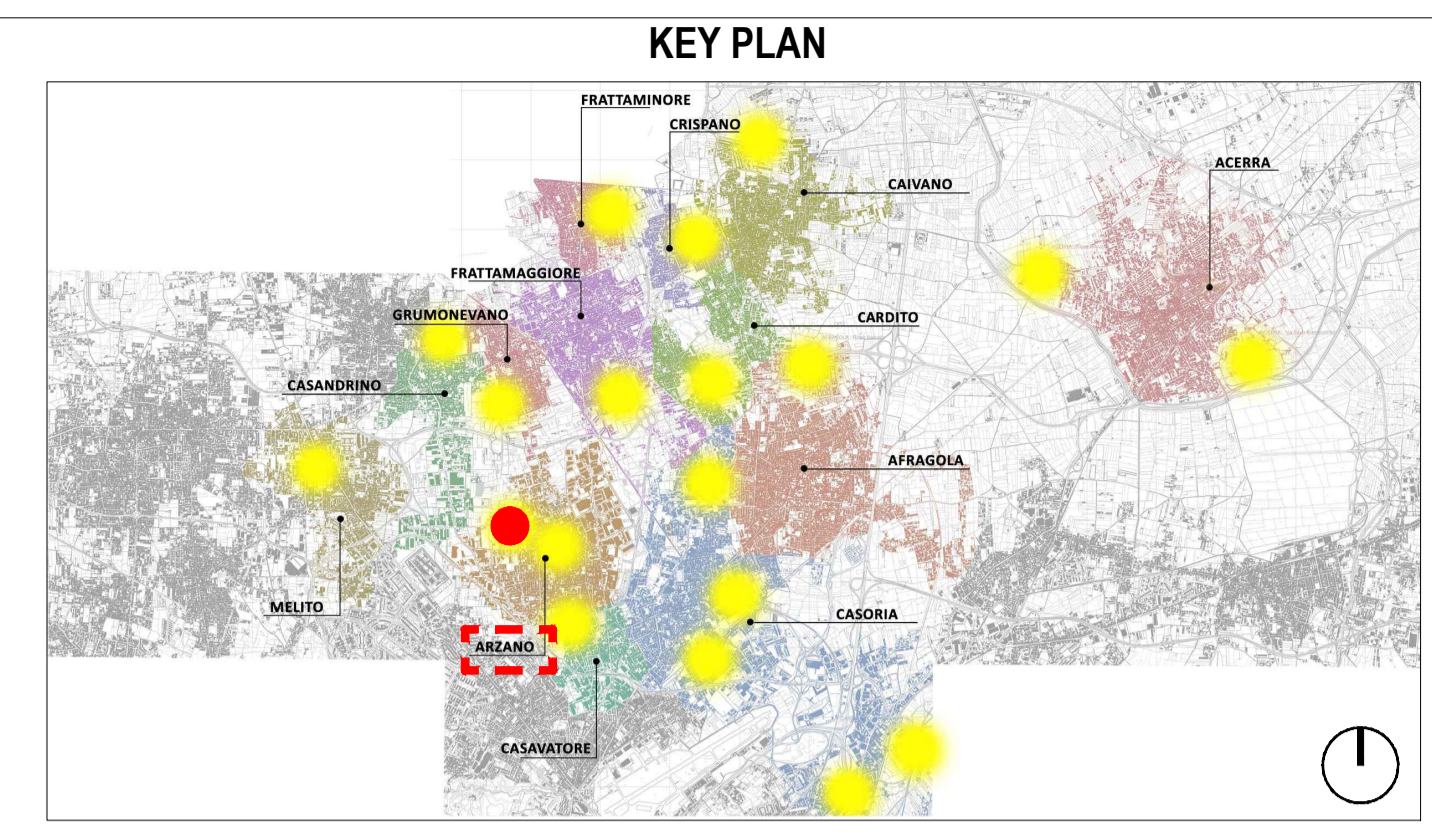 KEY PLAN
FRATTAMINORE
CRISPANO
ACERRA
CAIVANO
FRATTAMAGGIORE
GRUMONEVANO
CARDITO
CASANDRINO
AFRAGOLA
MELITO
CASORIA
ARZANO
CASAVATORE